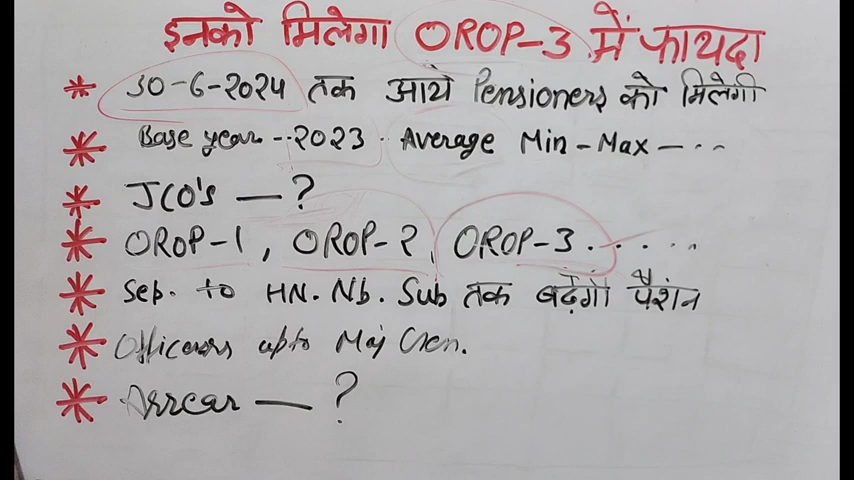 इनको मिलेगा OROP-3 में फायदा
* 30-6-2024 तक आये Pensioners को मिलेगी
* Base year --2023. Average Min-Max - ...
* JCO's — ?
* OROP-1, OROP-2, OROP-3......
* Sep. to HN. Nb. Sub तक बढ़ेगी पैंशन
* Officers upto Maj Gen.
* Arrear — ?